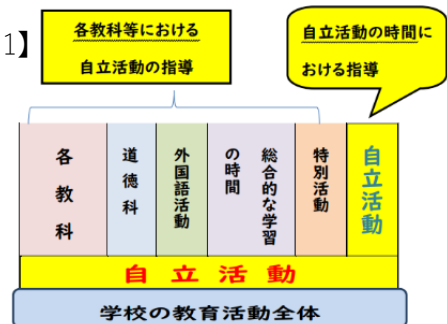 1】
各教科等における
自立活動の指導
自立活動の時間に
おける指導
各教科
道徳科
外国語活動
総合的な学習
の時間
特別活動
自立活動
自立活動
学校の教育活動全体